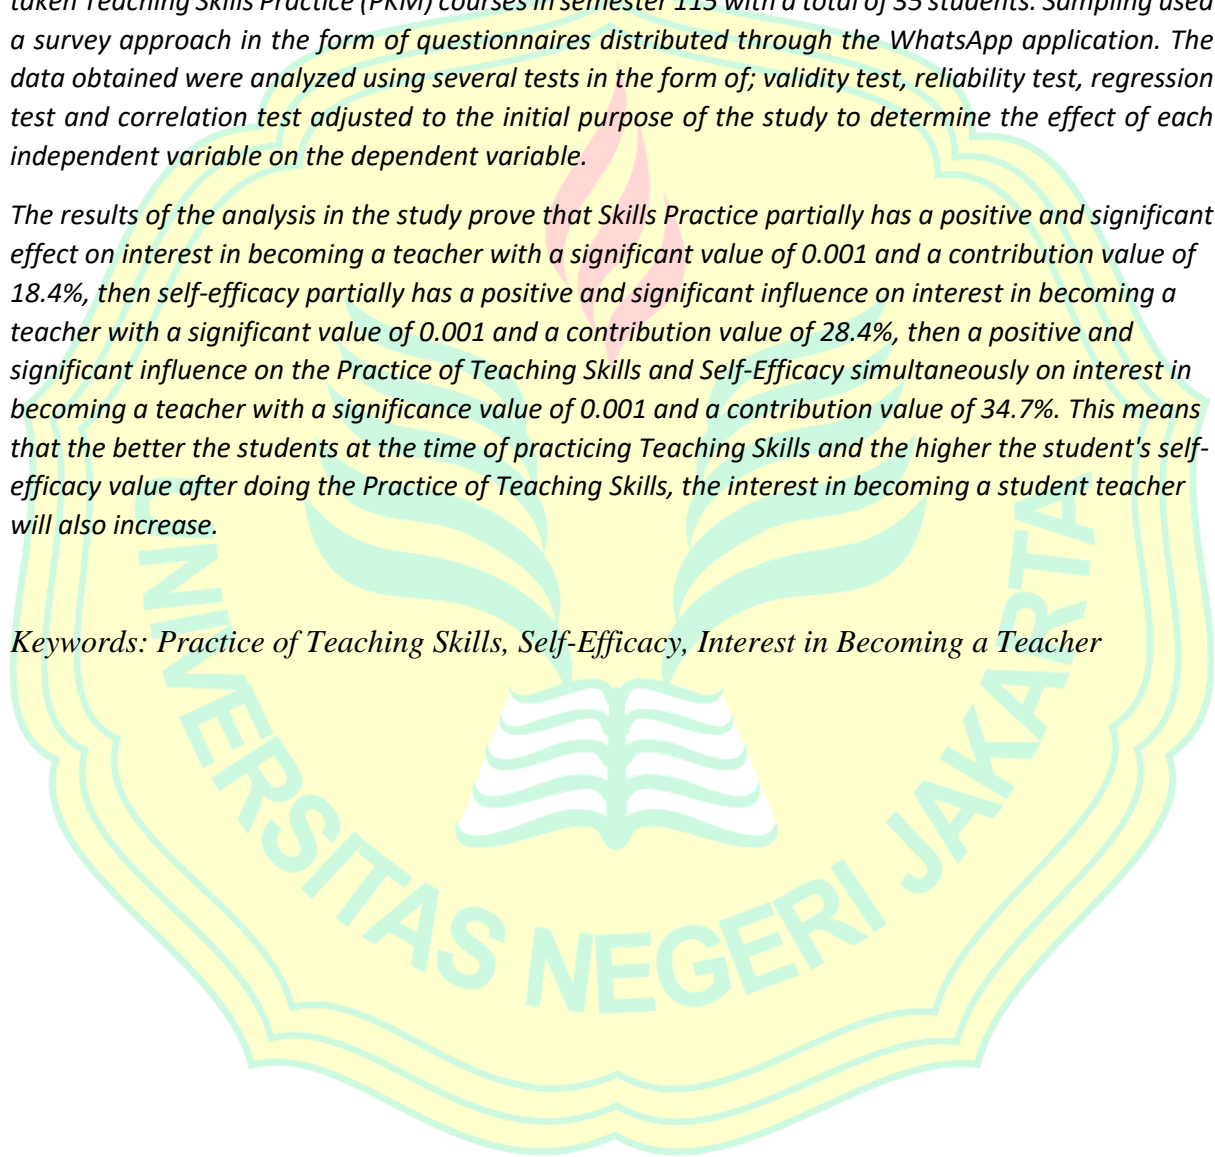 taken Teaching Skills Practice (PKM) courses in semester 115 with a total of 35 students. Sampling used
a survey approach in the form of questionnaires distributed through the WhatsApp application. The
data obtained were analyzed using several tests in the form of; validity test, reliability test, regression
test and correlation test adjusted to the initial purpose of the study to determine the effect of each
independent variable on the dependent variable.
The results of the analysis in the study prove that Skills Practice partially has a positive and significant
effect on interest in becoming a teacher with a significant value of 0.001 and a contribution value of
18.4%, then self-efficacy partially has a positive and significant influence on interest in becoming a
teacher with a significant value of 0.001 and a contribution value of 28.4%, then a positive and
significant influence on the Practice of Teaching Skills and Self-Efficacy simultaneously on interest in
becoming a teacher with a significance value of 0.001 and a contribution value of 34.7%. This means
that the better the students at the time of practicing Teaching Skills and the higher the student's self-
efficacy value after doing the Practice of Teaching Skills, the interest in becoming a student teacher
will also increase.
Keywords: Practice of Teaching Skills, Self-Efficacy, Interest in Becoming a Teacher
UNIVERSITAS NEGERI JAKARTA